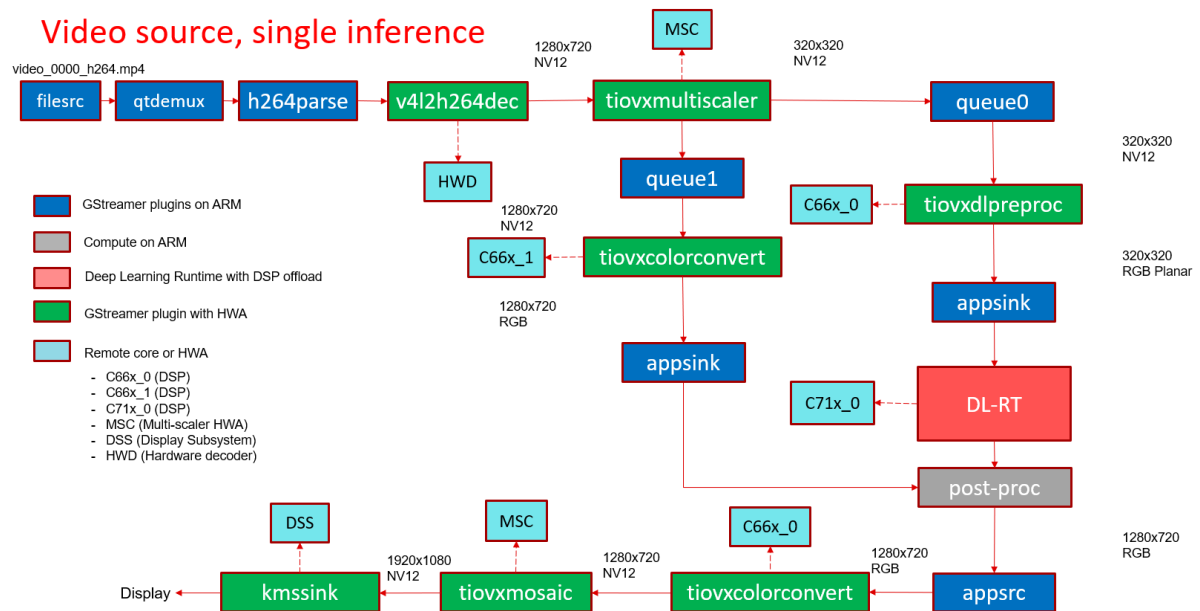 Video source, single inference
video_0000_h264.mp4
filesrc
qtdemux
h264parse
v4l2h264dec
1280x720
NV12
MSC
tiovxmultiscaler
320x320
NV12
queue0
HWD
queue1
320x320
NV12
C66x_0
tiovxdlpreproc
1280x720
NV12
C66x_1
tiovxcolorconvert
320x320
RGB Planar
1280x720
RGB
appsink
appsink
C71x_0
DL-RT
post-proc
GStreamer plugins on ARM
Compute on ARM
Deep Learning Runtime with DSP offload
GStreamer plugin with HWA
Remote core or HWA
- C66x_0 (DSP)
- C66x_1 (DSP)
- C71x_0 (DSP)
- MSC (Multi-scaler HWA)
- DSS (Display Subsystem)
- HWD (Hardware decoder)
1280x720
RGB
DSS
MSC
C66x_0
Display
kmssink
1920x1080
NV12
tiovxmosaic
1280x720
NV12
tiovxcolorconvert
1280x720
RGB
appsrc